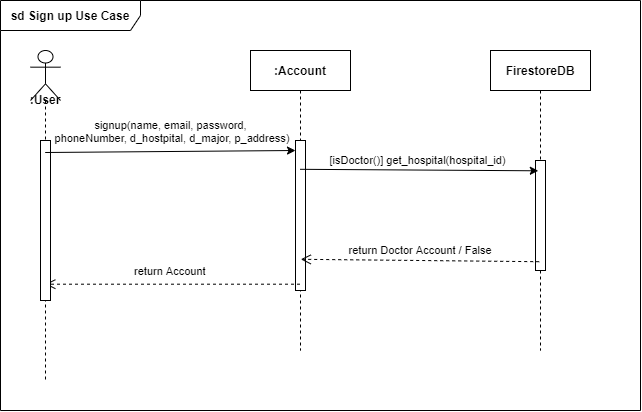 sd Sign up Use Case
:User
:Account
FirestoreDB
signup(name, email, password,
phoneNumber, d_hostpital, d_major, p_address)
[isDoctor()] get_hospital(hospital_id)
return Doctor Account / False
return Account